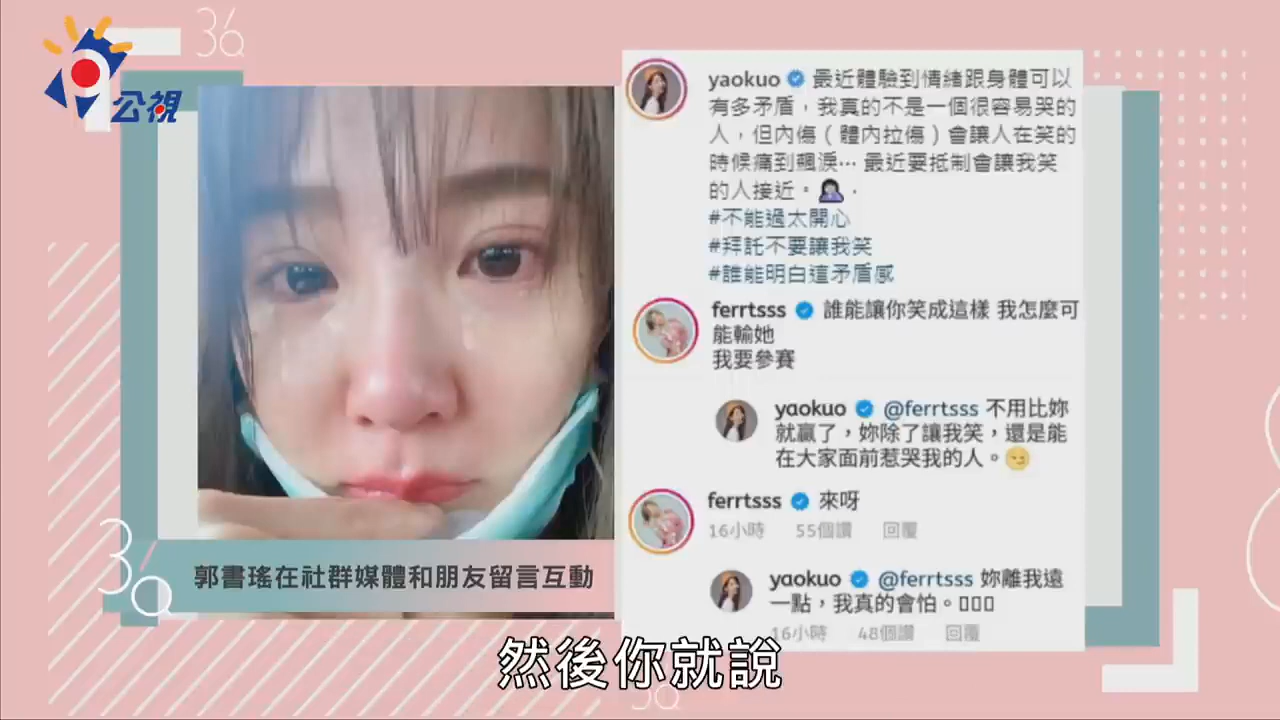 36
公視
yaokuo 最近體驗到情緒跟身體可以
有多矛盾，我真的不是一個很容易哭的
人，但內傷（體內拉傷）會讓人在笑的
時候痛到飆淚… 最近要抵制會讓我笑
的人接近。🤦🏻‍♀️.
#不能過太開心
#拜託不要讓我笑
#誰能明白這矛盾感
ferrtsss 誰能讓你笑成這樣 我怎麼可
能輸她
我要參賽
yaokuo @ferrtsss 不用比妳
就贏了，妳除了讓我笑，還是能
在大家面前惹哭我的人。😏
ferrtsss 來呀
16小時 55個讚 回覆
yaokuo @ferrtsss 妳離我遠
一點，我真的會怕。▯▯▯
16小時 48個讚 回覆
36
郭書瑤在社群媒體和朋友留言互動
然後你就說